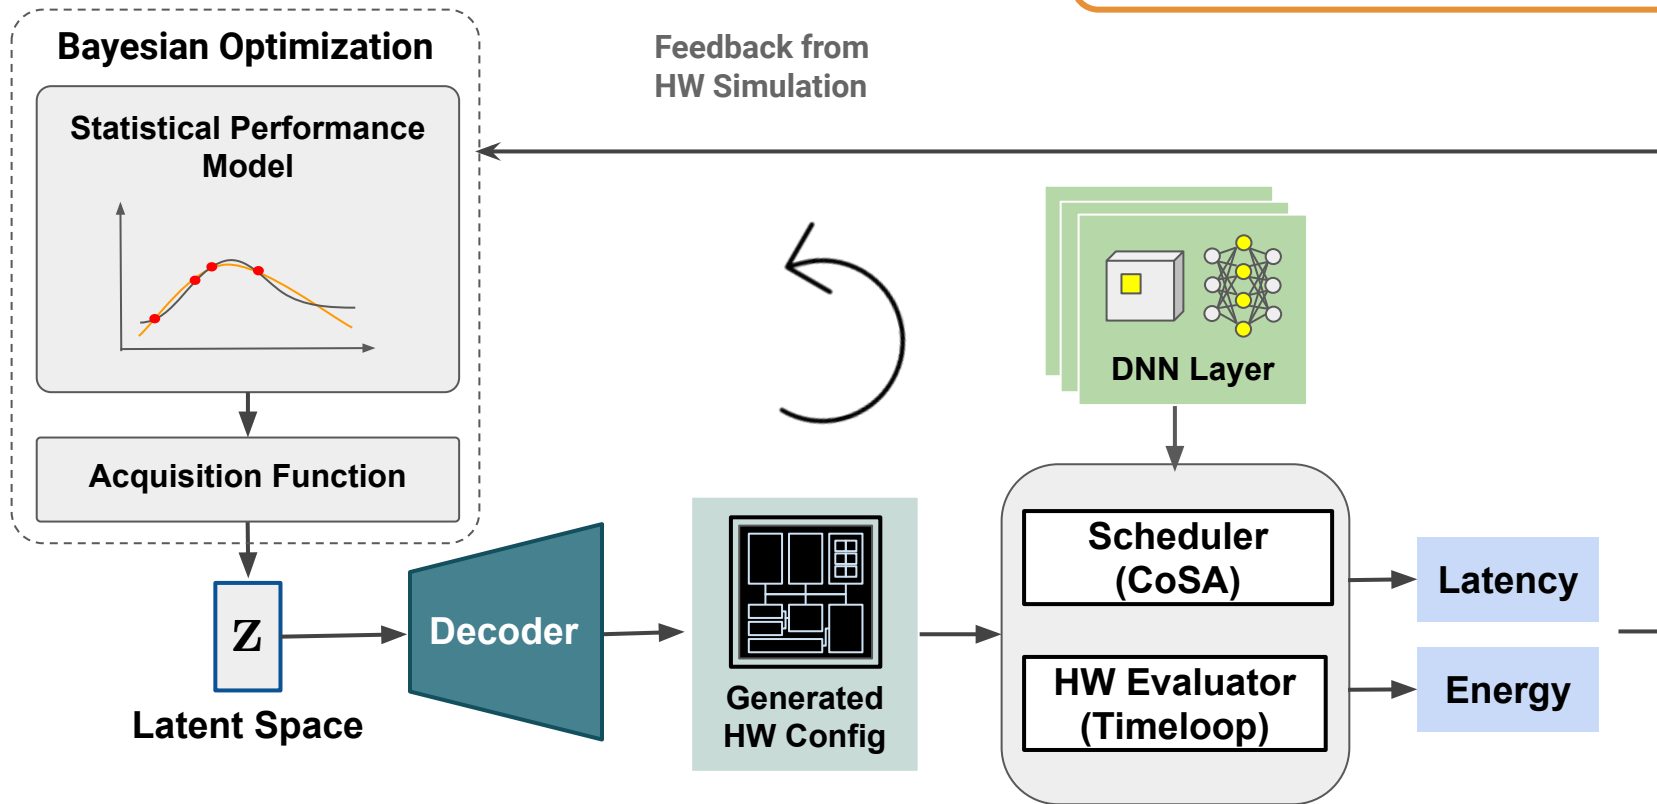 Bayesian Optimization
Statistical Performance
Model
Acquisition Function
Feedback from
HW Simulation
z
Latent Space
Decoder
Generated
HW Config
DNN Layer
Scheduler
(CoSA)
HW Evaluator
(Timeloop)
Latency
Energy